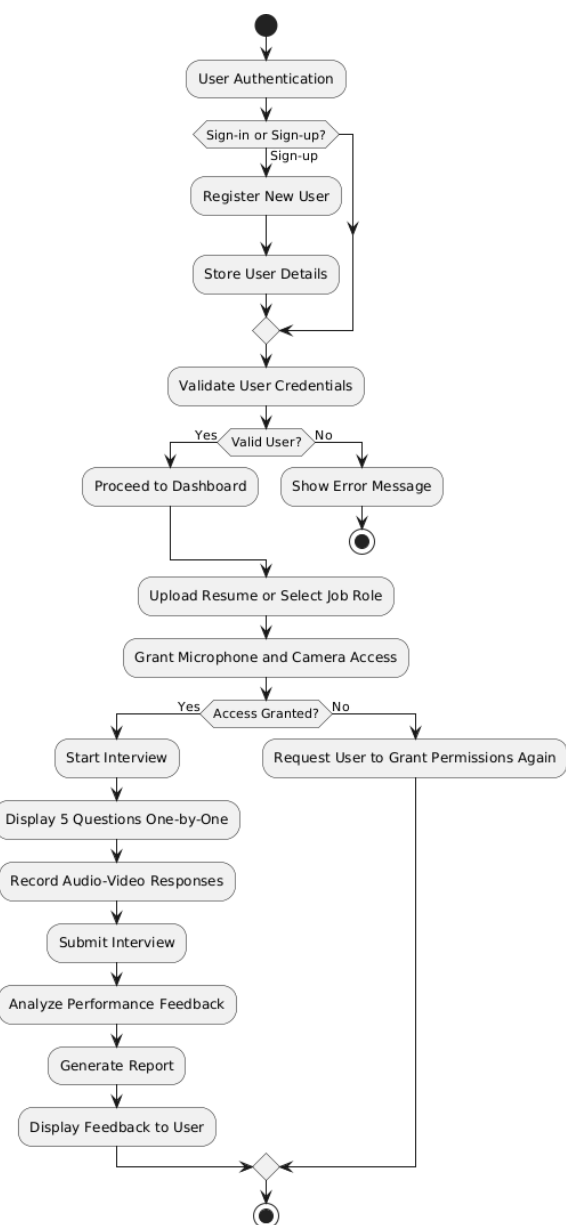 User Authentication
Sign-in or Sign-up?
Sign-up
Register New User
Store User Details
Validate User Credentials
Yes
Valid User?
No
Proceed to Dashboard
Show Error Message
Upload Resume or Select Job Role
Grant Microphone and Camera Access
Yes
Access Granted?
No
Start Interview
Request User to Grant Permissions Again
Display 5 Questions One-by-One
Record Audio-Video Responses
Submit Interview
Analyze Performance Feedback
Generate Report
Display Feedback to User